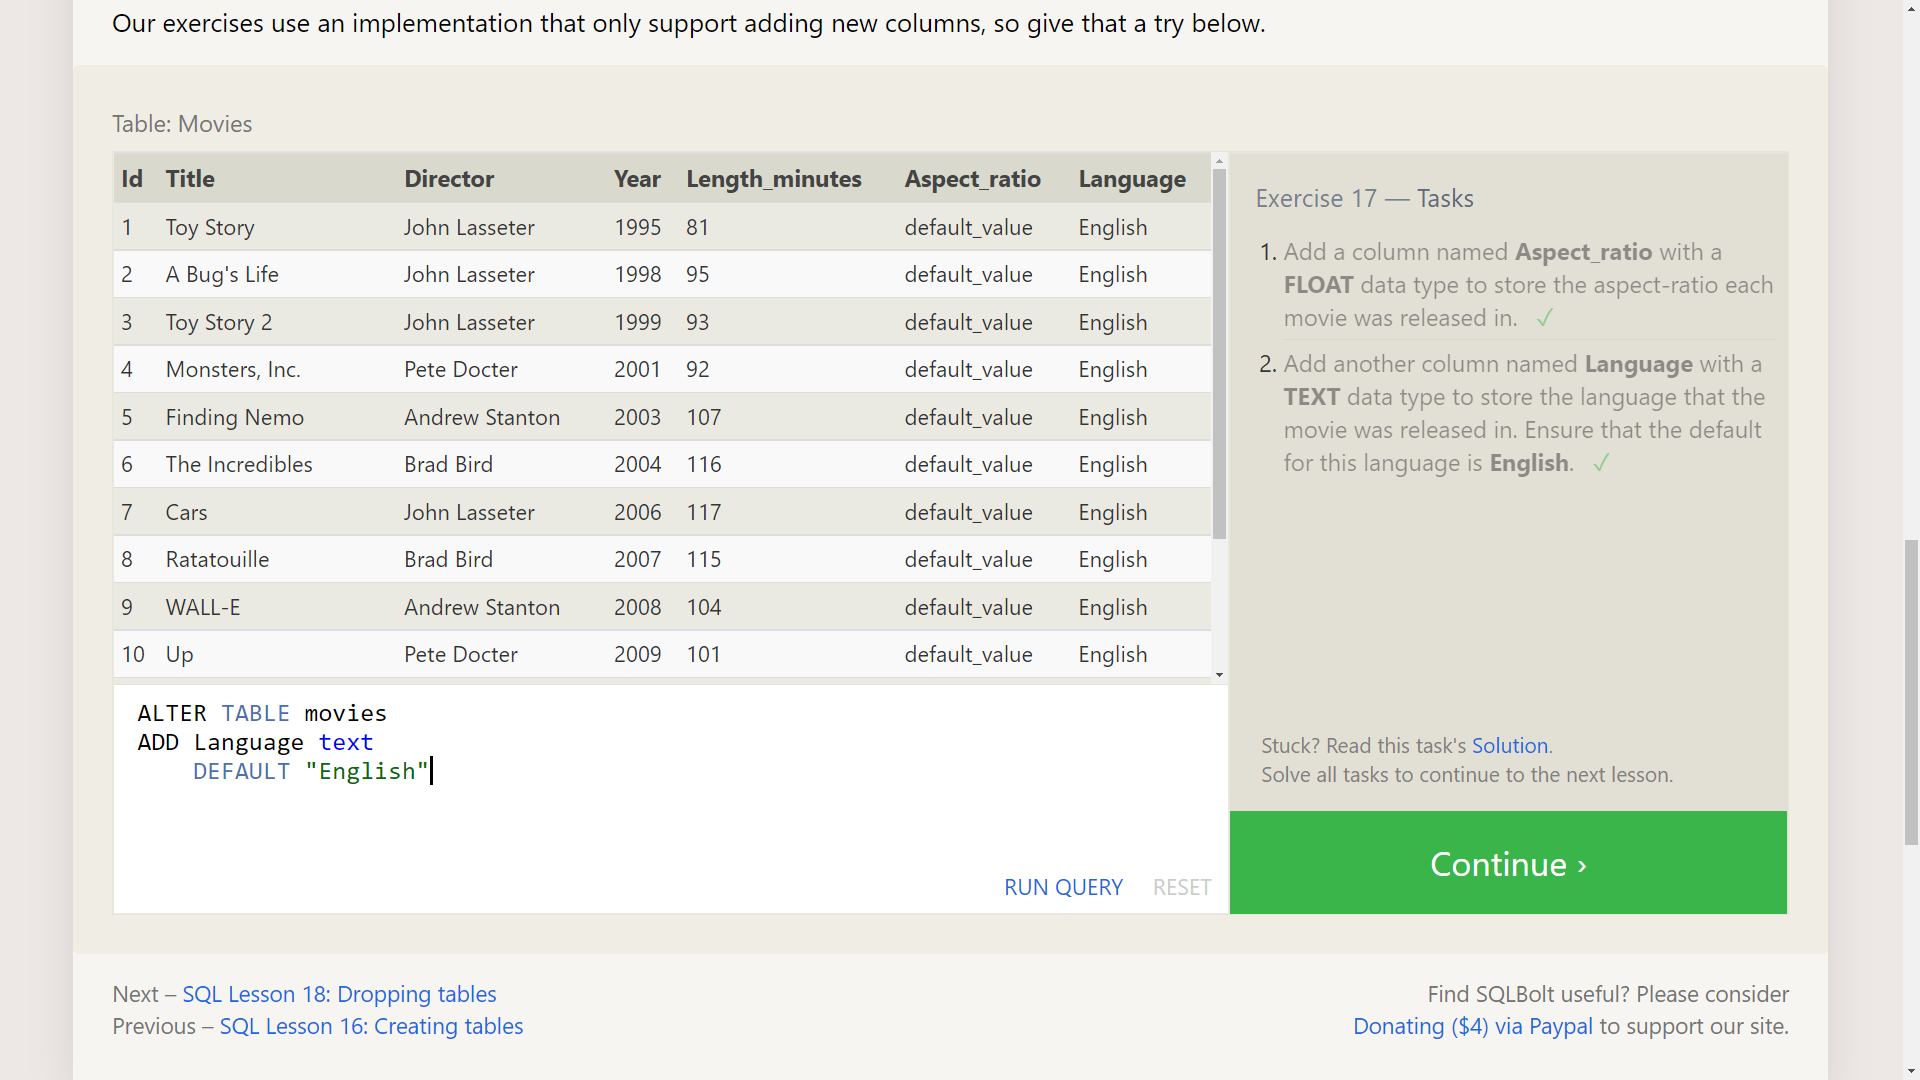 Our exercises use an implementation that only support adding new columns, so give that a try below.
Table: Movies
Id Title Director Year Length_minutes Aspect_ratio Language
1 Toy Story John Lasseter 1995 81 default_value English
2 A Bug's Life John Lasseter 1998 95 default_value English
3 Toy Story 2 John Lasseter 1999 93 default_value English
4 Monsters, Inc. Pete Docter 2001 92 default_value English
5 Finding Nemo Andrew Stanton 2003 107 default_value English
6 The Incredibles Brad Bird 2004 116 default_value English
7 Cars John Lasseter 2006 117 default_value English
8 Ratatouille Brad Bird 2007 115 default_value English
9 WALL-E Andrew Stanton 2008 104 default_value English
10 Up Pete Docter 2009 101 default_value English
ALTER TABLE movies
ADD Language text
DEFAULT "English"
RUN QUERY RESET
Exercise 17 — Tasks
1. Add a column named Aspect_ratio with a
FLOAT data type to store the aspect-ratio each
movie was released in. ✓
2. Add another column named Language with a
TEXT data type to store the language that the
movie was released in. Ensure that the default
for this language is English. ✓
Stuck? Read this task's Solution.
Solve all tasks to continue to the next lesson.
Continue ›
Next – SQL Lesson 18: Dropping tables
Previous – SQL Lesson 16: Creating tables
Find SQLBolt useful? Please consider
Donating ($4) via Paypal to support our site.